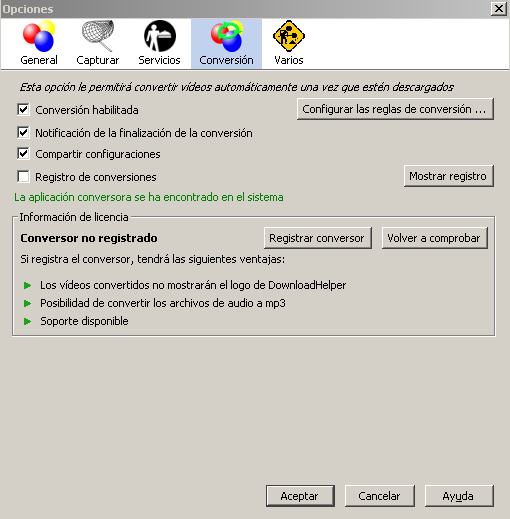 Opciones
General
Capturar
Servicios
Conversión
Varios
Esta opción le permitirá convertir vídeos automáticamente una vez que estén descargados
Conversión habilitada
Configurar las reglas de conversión ...
Notificación de la finalización de la conversión
Compartir configuraciones
Registro de conversiones
Mostrar registro
La aplicación conversora se ha encontrado en el sistema
Información de licencia
Conversor no registrado
Registrar conversor
Volver a comprobar
Si registra el conversor, tendrá las siguientes ventajas:
Los vídeos convertidos no mostrarán el logo de DownloadHelper
Posibilidad de convertir los archivos de audio a mp3
Soporte disponible
Aceptar
Cancelar
Ayuda